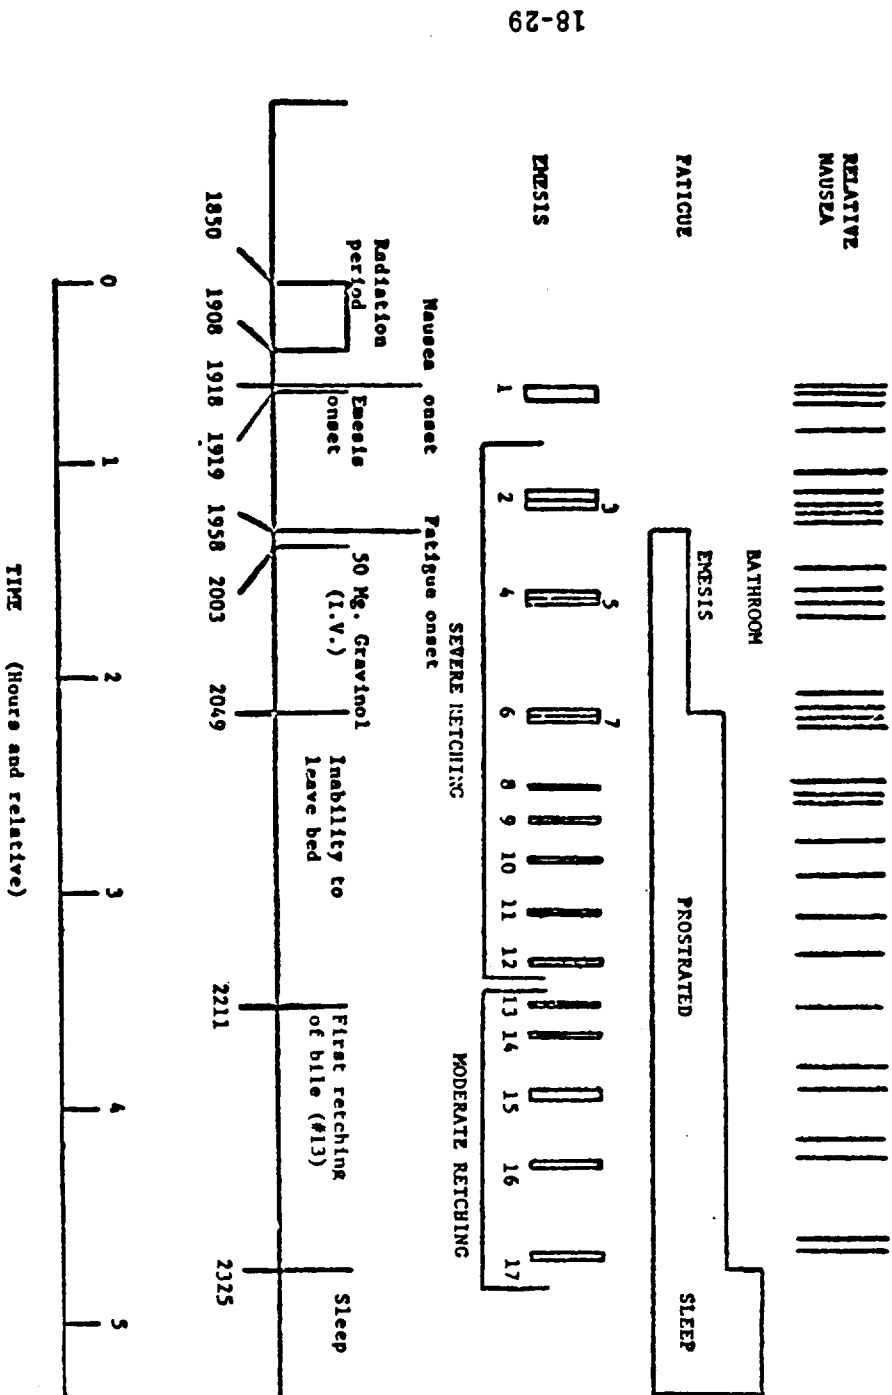 18-29
RELATIVE
NAUSEA
FATIGUE
BATHROOM
EMESIS
PROSTRATED
SLEEP
EMESIS
1
2
3
4
5
6
7
8
9
10
11
12
13
14
15
16
17
SEVERE RETCHING
MODERATE RETCHING
Nausea onset
Fatigue onset
Radiation
period
Emesis
onset
50 Mg. Gravinol
(I.V.)
Inability to
leave bed
First retching
of bile (#13)
Sleep
1850
1908
1918
1919
1958
2003
2049
2211
2325
0
1
2
3
4
5
TIME (Hours and relative)